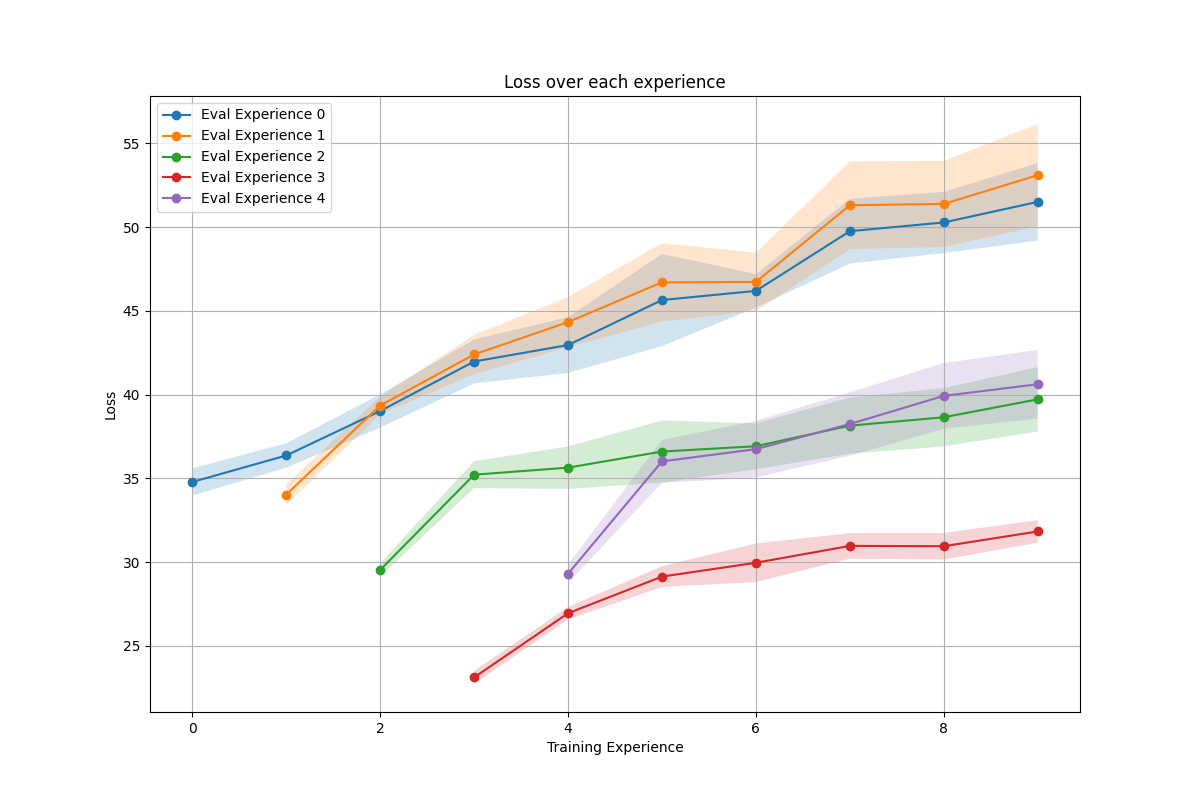 Loss over each experience
Eval Experience 0
Eval Experience 1
Eval Experience 2
Eval Experience 3
Eval Experience 4
Loss
55
50
45
40
35
30
25
0 2 4 6 8
Training Experience